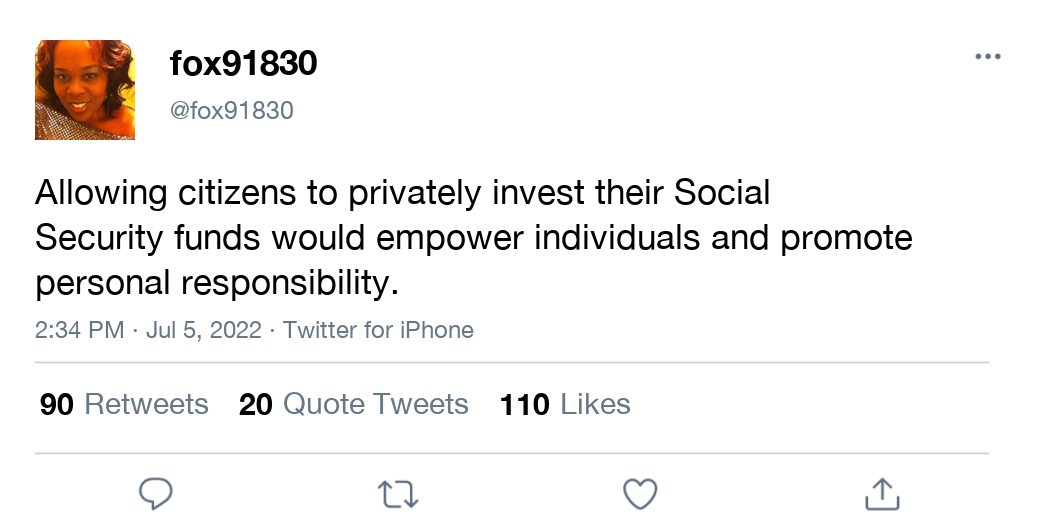 fox91830
@fox91830
Allowing citizens to privately invest their Social
Security funds would empower individuals and promote
personal responsibility.
2:34 PM · Jul 5, 2022 · Twitter for iPhone
90 Retweets 20 Quote Tweets 110 Likes